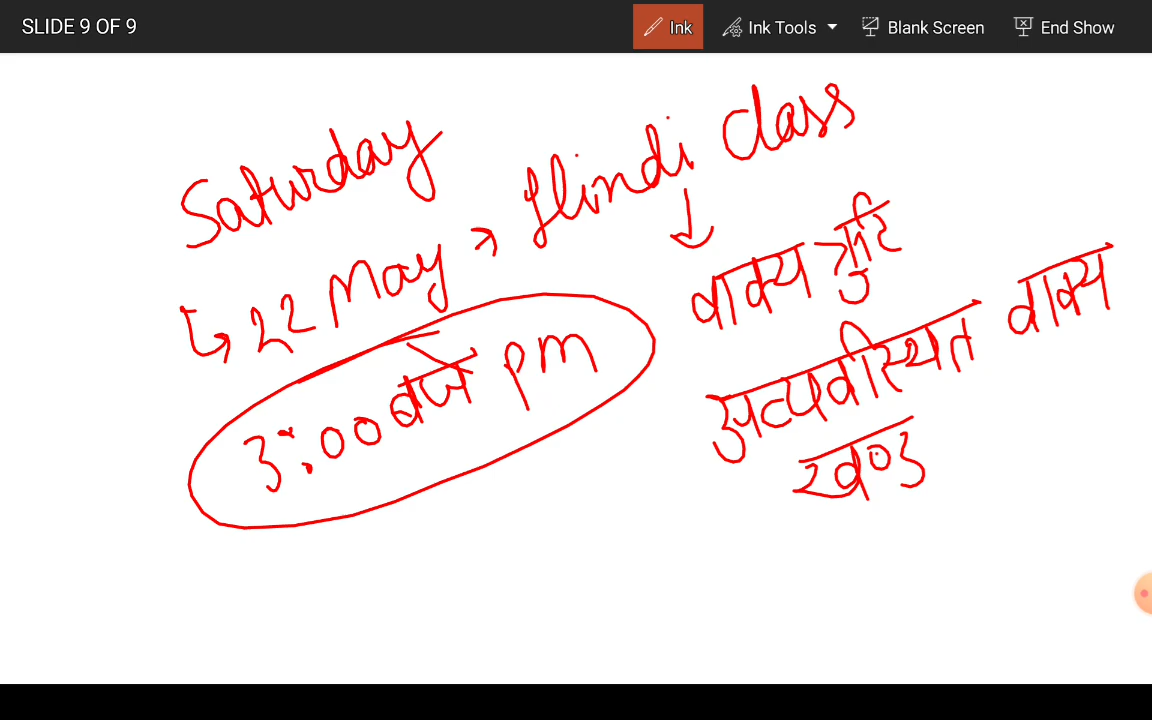 SLIDE 9 OF 9
Ink
Ink Tools
Blank Screen
End Show
Saturday
22 May
Hindi class
3:00 बजे pm
वाक्य
अव्यवस्थित वाक्य
खण्ड